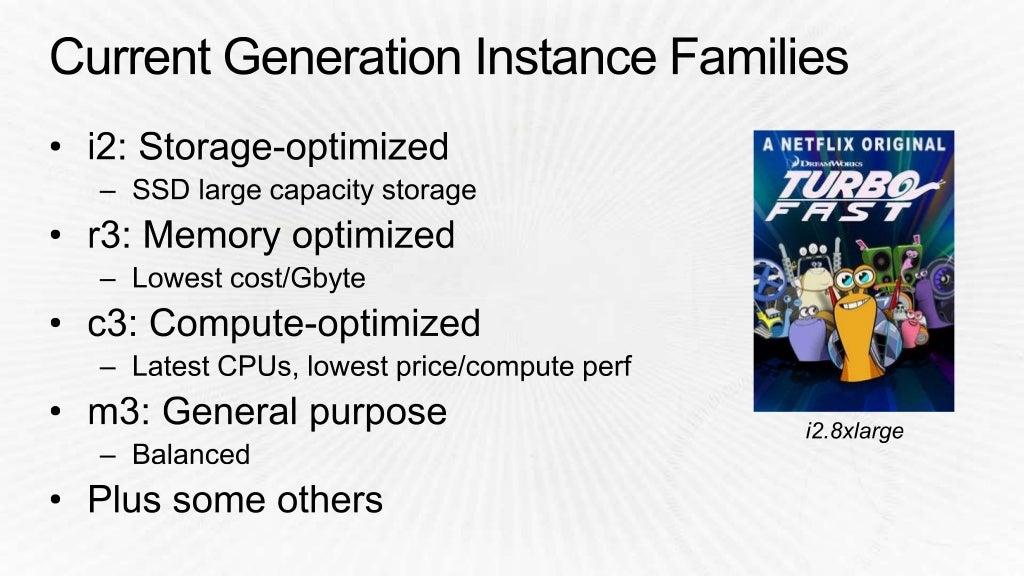 Current Generation Instance Families
• i2: Storage-optimized
– SSD large capacity storage
• r3: Memory optimized
– Lowest cost/Gbyte
• c3: Compute-optimized
– Latest CPUs, lowest price/compute perf
• m3: General purpose
– Balanced
• Plus some others
A NETFLIX ORIGINAL
DREAMWORKS
TURBO
FAST
i2.8xlarge